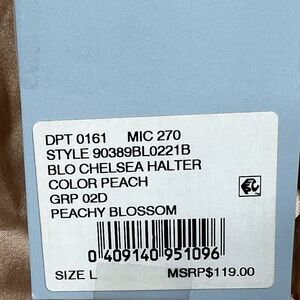 DPT 0161 MIC 270
STYLE 90389BL0221B
BLO CHELSEA HALTER
COLOR PEACH
GRP 02D
PEACHY BLOSSOM
0 409140 951096
SIZE L MSRP$119.00